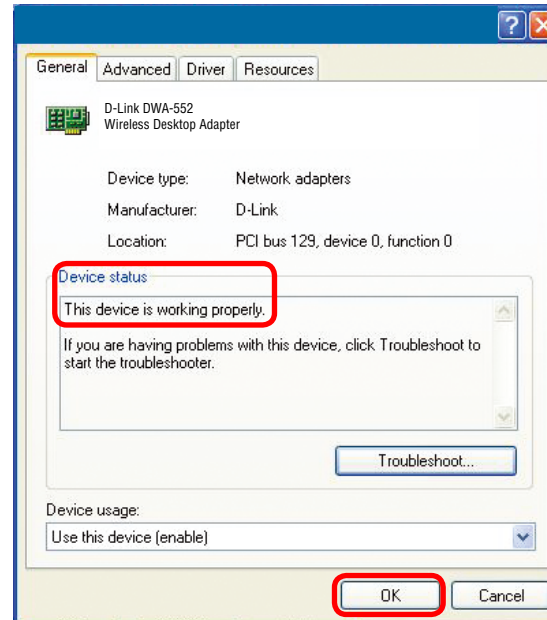 General Advanced Driver Resources
D-Link DWA-552
Wireless Desktop Adapter
Device type: Network adapters
Manufacturer: D-Link
Location: PCI bus 129, device 0, function 0
Device status
This device is working properly.
If you are having problems with this device, click Troubleshoot to
start the troubleshooter.
Troubleshoot...
Device usage:
Use this device (enable)
OK Cancel